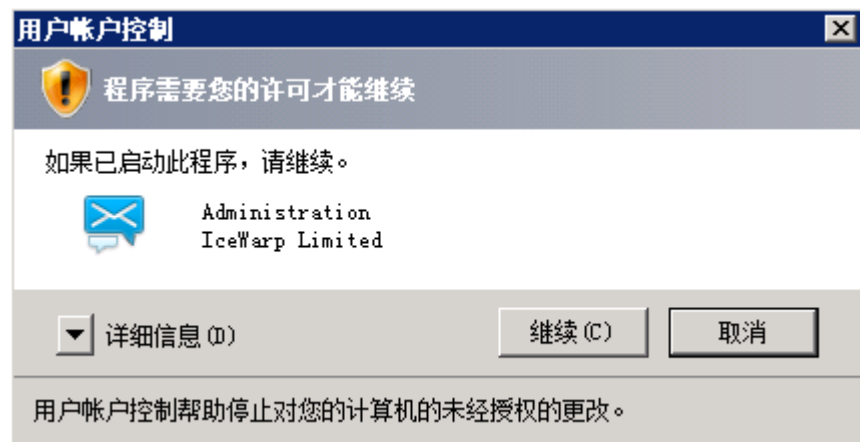 用户帐户控制
程序需要您的许可才能继续
如果已启动此程序，请继续。
Administration
IceWarp Limited
详细信息(D)
继续(C)
取消
用户帐户控制帮助停止对您的计算机的未经授权的更改。